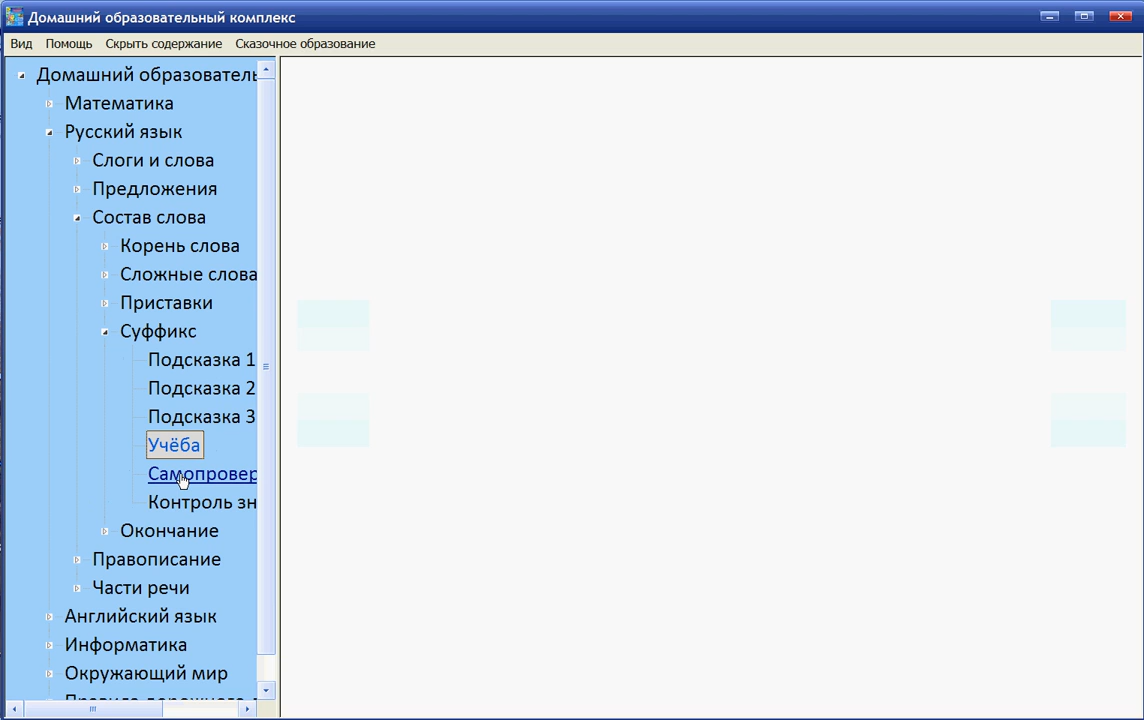 Домашний образовательный комплекс
Вид Помощь Скрыть содержание Сказочное образование
Домашний образователь
Математика
Русский язык
Слоги и слова
Предложения
Состав слова
Корень слова
Сложные слова
Приставки
Суффикс
Подсказка 1
Подсказка 2
Подсказка 3
Учёба
Самопровер
Контроль зн
Окончание
Правописание
Части речи
Английский язык
Информатика
Окружающий мир